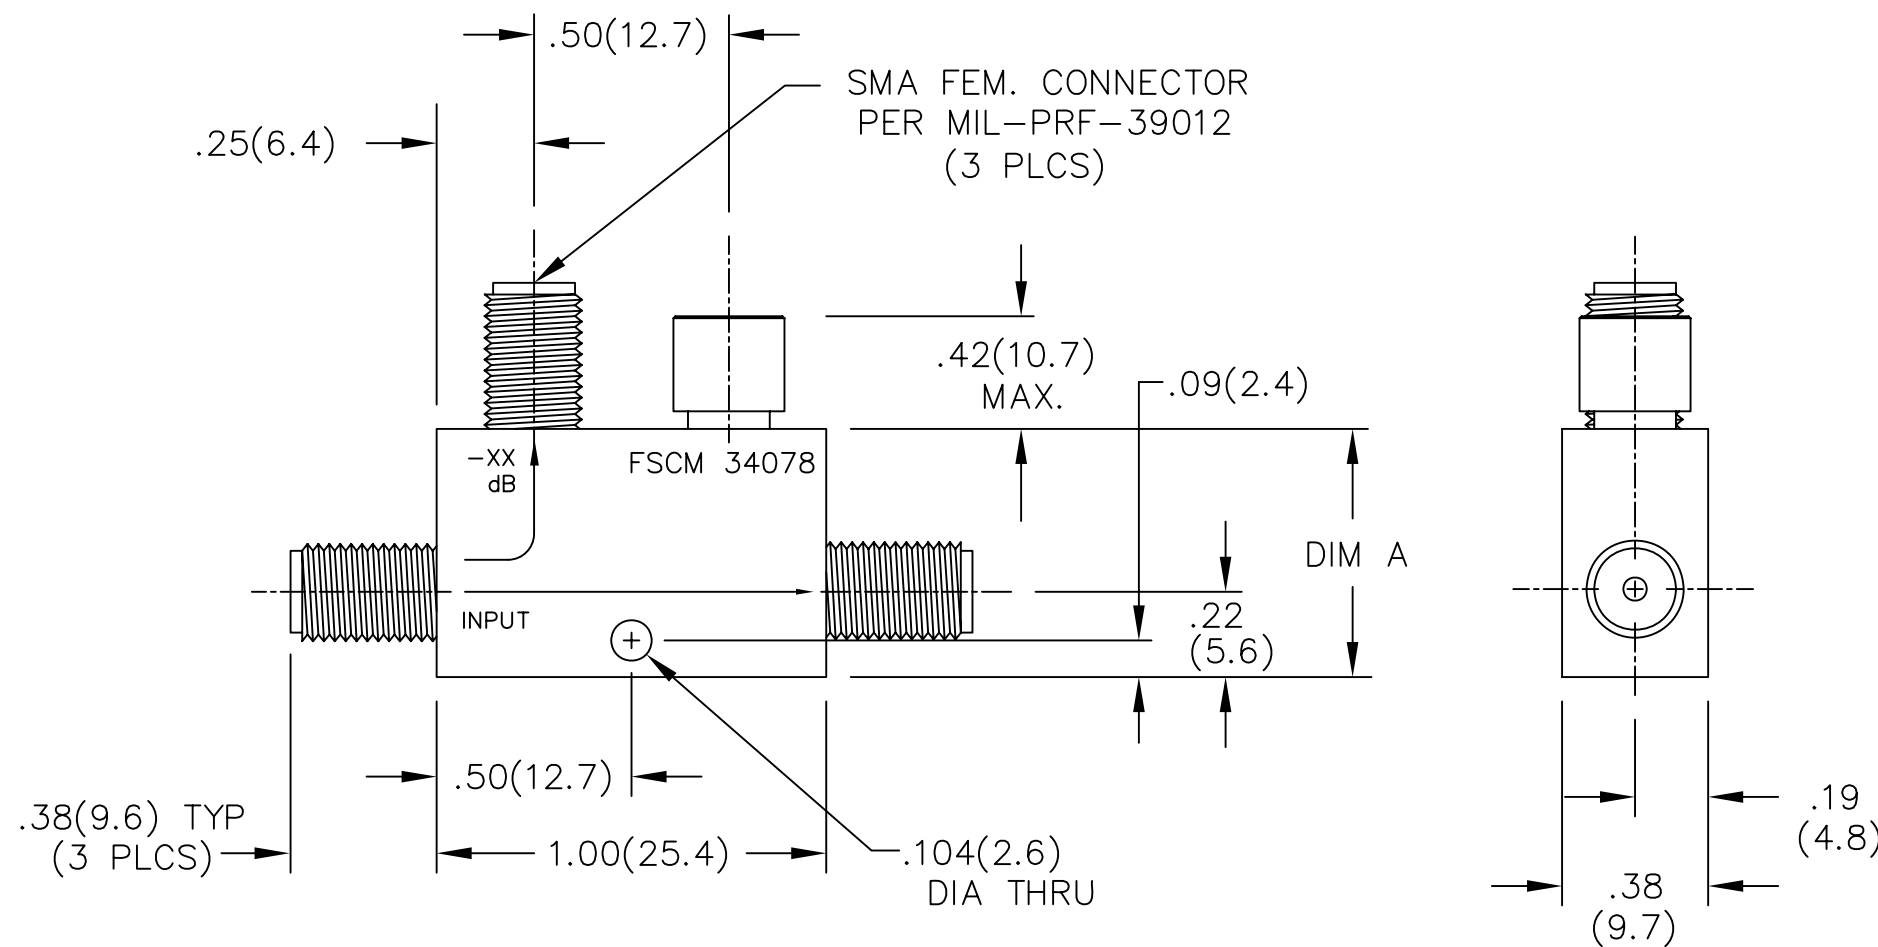 .50(12.7)
SMA FEM. CONNECTOR
PER MIL-PRF-39012
(3 PLCS)
.25(6.4)
.42(10.7)
MAX.
.09(2.4)
-XX
dB
FSCM 34078
DIM A
INPUT
.22
(5.6)
.50(12.7)
.38(9.6) TYP
(3 PLCS)
1.00(25.4)
.104(2.6)
DIA THRU
.19
(4.8)
.38
(9.7)